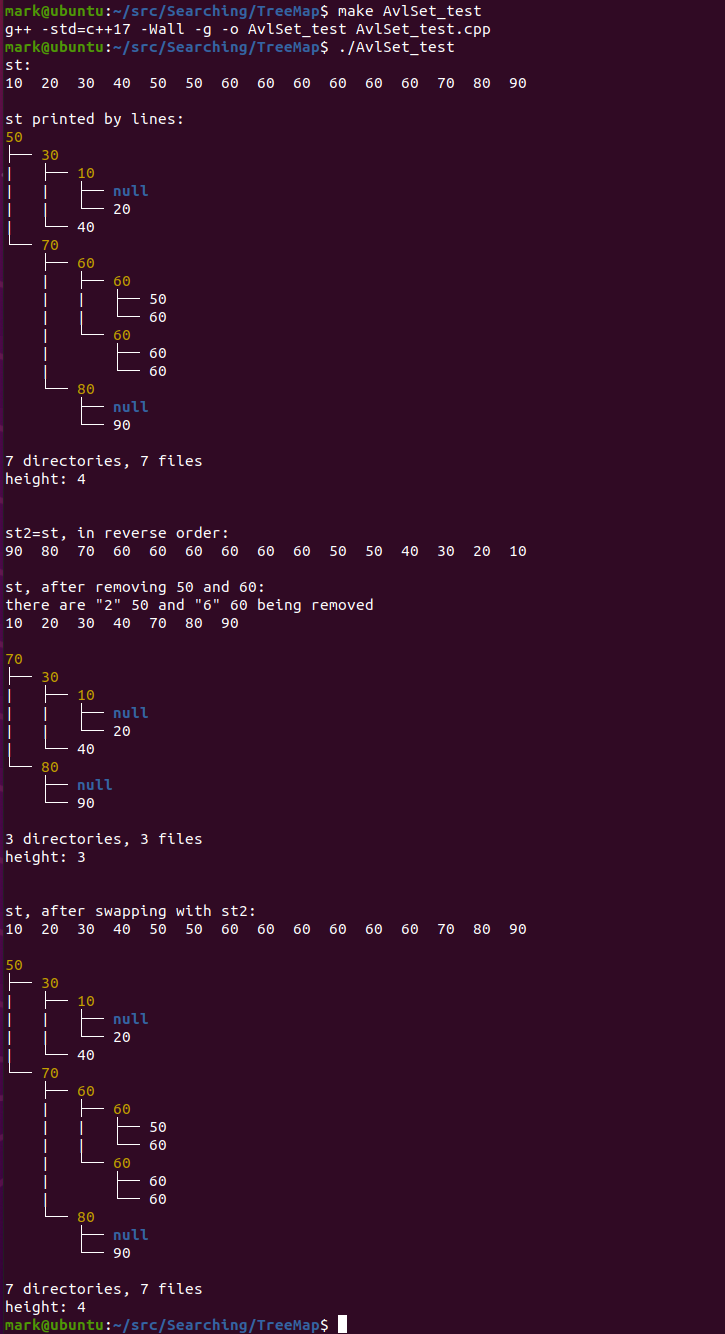 mark@ubuntu:~/src/Searching/TreeMap$ make AvlSet_test
g++ -std=c++17 -Wall -g -o AvlSet_test AvlSet_test.cpp
mark@ubuntu:~/src/Searching/TreeMap$ ./AvlSet_test
st:
10  20  30  40  50  50  60  60  60  60  60  60  70  80  90
st printed by lines:
50
├── 30
|   ├── 10
|   |   ├── null
|   |   └── 20
|   └── 40
└── 70
    ├── 60
    |   ├── 60
    |   |   ├── 50
    |   |   └── 60
    |   └── 60
    |       ├── 60
    |       └── 60
    └── 80
        ├── null
        └── 90
7 directories, 7 files
height: 4
st2=st, in reverse order:
90  80  70  60  60  60  60  60  60  50  50  40  30  20  10
st, after removing 50 and 60:
there are "2" 50 and "6" 60 being removed
10  20  30  40  70  80  90
70
├── 30
|   ├── 10
|   |   ├── null
|   |   └── 20
|   └── 40
└── 80
    ├── null
    └── 90
3 directories, 3 files
height: 3
st, after swapping with st2:
10  20  30  40  50  50  60  60  60  60  60  60  70  80  90
50
├── 30
|   ├── 10
|   |   ├── null
|   |   └── 20
|   └── 40
└── 70
    ├── 60
    |   ├── 60
    |   |   ├── 50
    |   |   └── 60
    |   └── 60
    |       ├── 60
    |       └── 60
    └── 80
        ├── null
        └── 90
7 directories, 7 files
height: 4
mark@ubuntu:~/src/Searching/TreeMap$